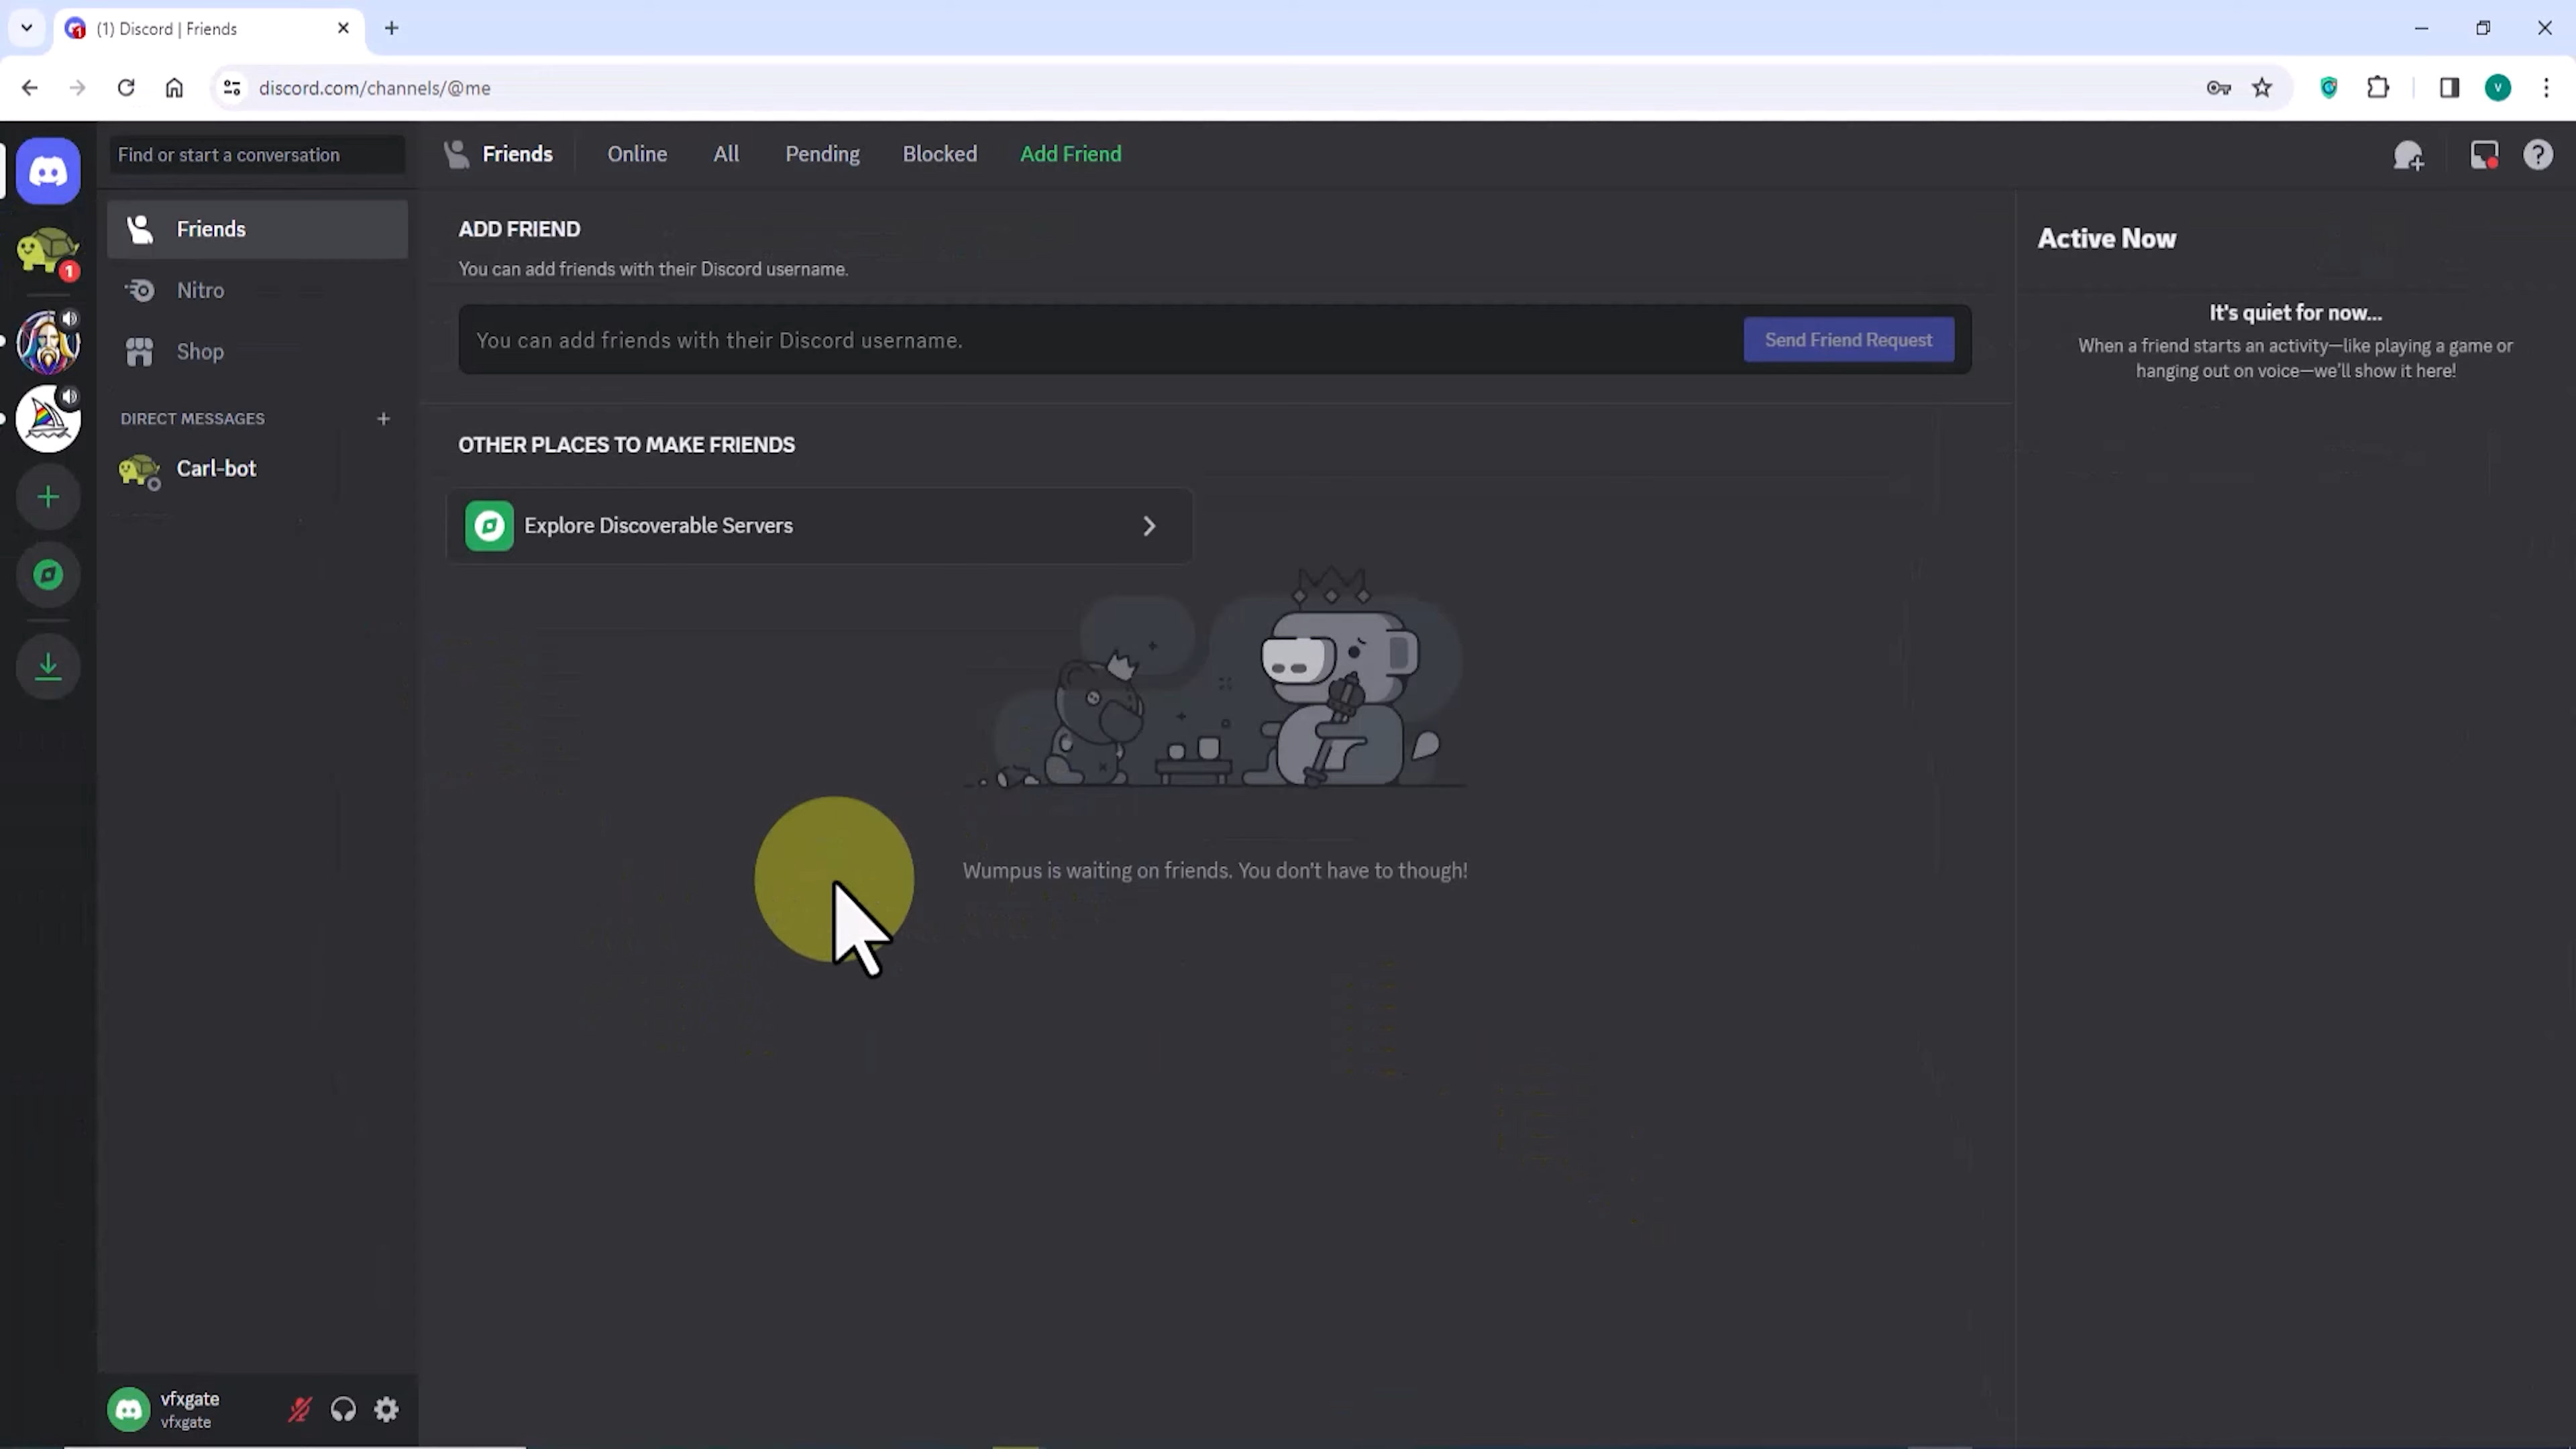 (1) Discord | Friends
discord.com/channels/@me
V
Find or start a conversation
Friends
Online
All
Pending
Blocked
Add Friend
1
Friends
Nitro
Shop
DIRECT MESSAGES
Carl-bot
ADD FRIEND
You can add friends with their Discord username.
You can add friends with their Discord username.
Send Friend Request
OTHER PLACES TO MAKE FRIENDS
Explore Discoverable Servers
Wumpus is waiting on friends. You don't have to though!
Active Now
It's quiet for now...
When a friend starts an activity—like playing a game or
hanging out on voice—we'll show it here!
vfxgate
vfxgate